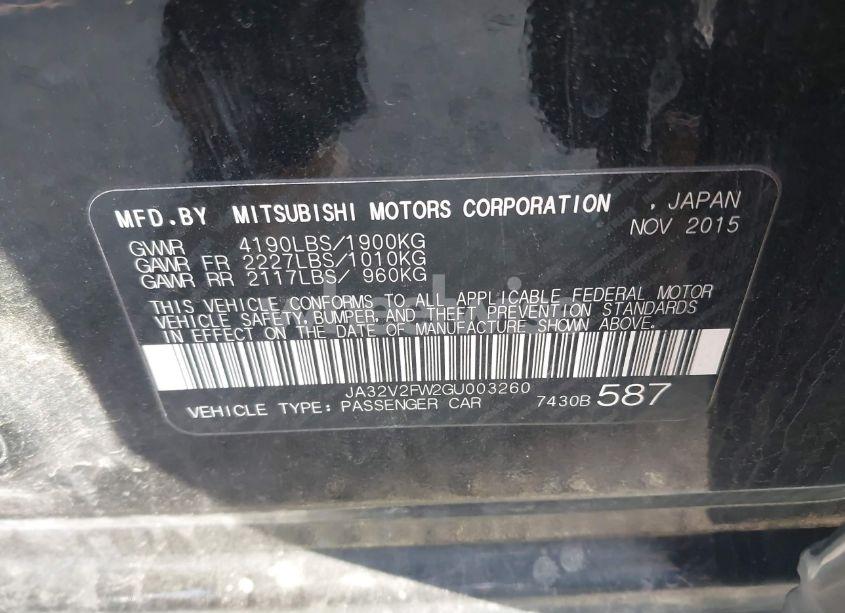 MFD.BY MITSUBISHI MOTORS CORPORATION , JAPAN
NOV 2015
GVWR 4190LBS/1900KG
GAWR FR 2227LBS/1010KG
GAWR RR 2117LBS/ 960KG
THIS VEHICLE CONFORMS TO ALL APPLICABLE FEDERAL MOTOR
VEHICLE SAFETY, BUMPER, AND THEFT PREVENTION STANDARDS
IN EFFECT ON THE DATE OF MANUFACTURE SHOWN ABOVE.
JA32V2FW2GU003260
VEHICLE TYPE: PASSENGER CAR 7430B 587